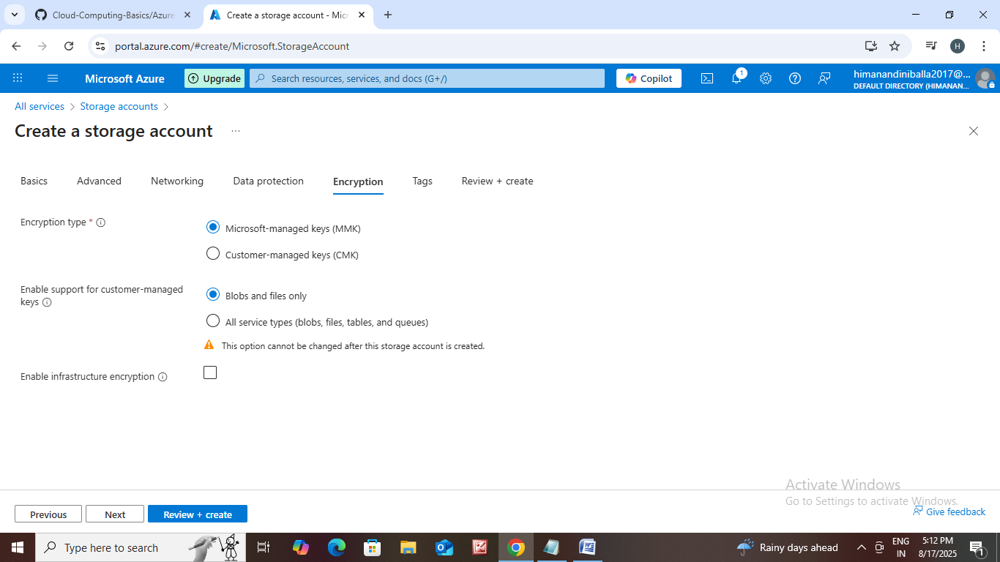 Cloud-Computing-Basics/Azure
Create a storage account - Micr
portal.azure.com/#create/Microsoft.StorageAccount
H
Microsoft Azure
Upgrade
Search resources, services, and docs (G+/)
Copilot
1
himanandiniballa2017@...
DEFAULT DIRECTORY (HIMANAN...
All services > Storage accounts >
Create a storage account ...
Basics
Advanced
Networking
Data protection
Encryption
Tags
Review + create
Encryption type *
Microsoft-managed keys (MMK)
Customer-managed keys (CMK)
Enable support for customer-managed
keys
Blobs and files only
All service types (blobs, files, tables, and queues)
This option cannot be changed after this storage account is created.
Enable infrastructure encryption
Activate Windows
Go to Settings to activate Windows.
Previous
Next
Review + create
Give feedback
Type here to search
Rainy days ahead
ENG
IN
5:12 PM
8/17/2025
1